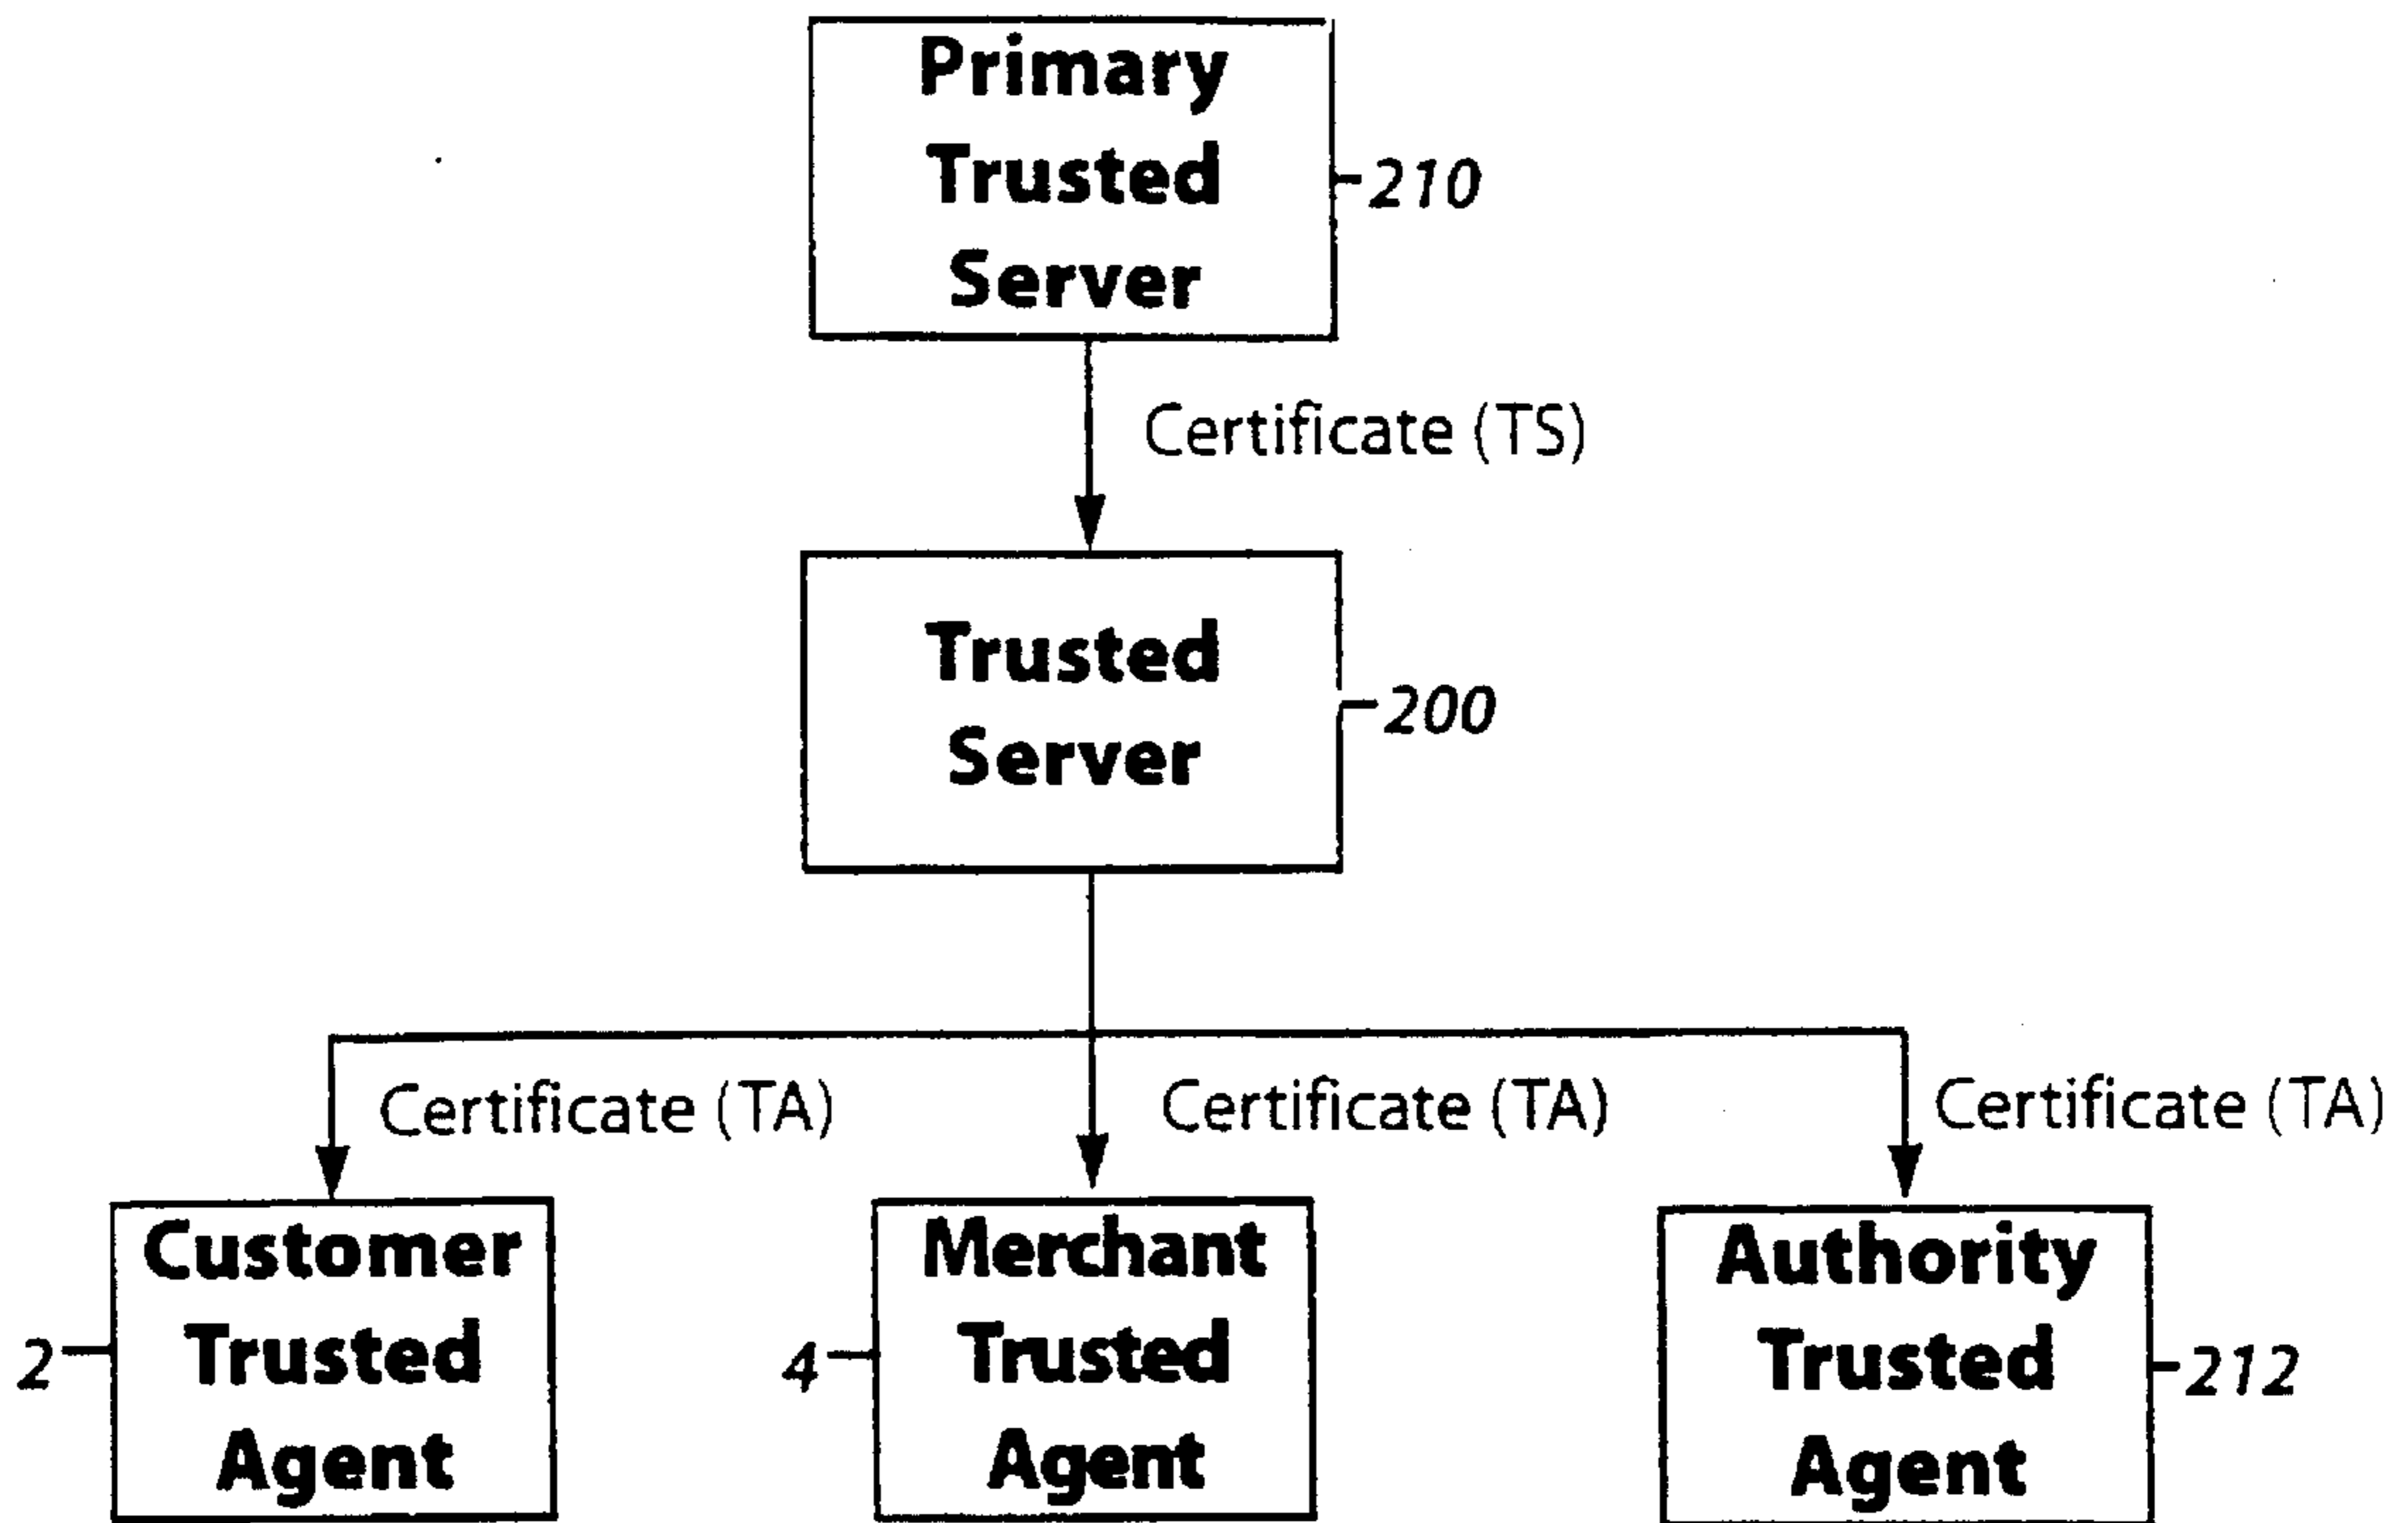 Primary
Trusted
Server
210
Certificate (TS)
Trusted
Server
200
Certificate (TA)
Certificate (TA)
Certificate (TA)
Customer
Trusted
Agent
2
Merchant
Trusted
Agent
4
Authority
Trusted
Agent
212